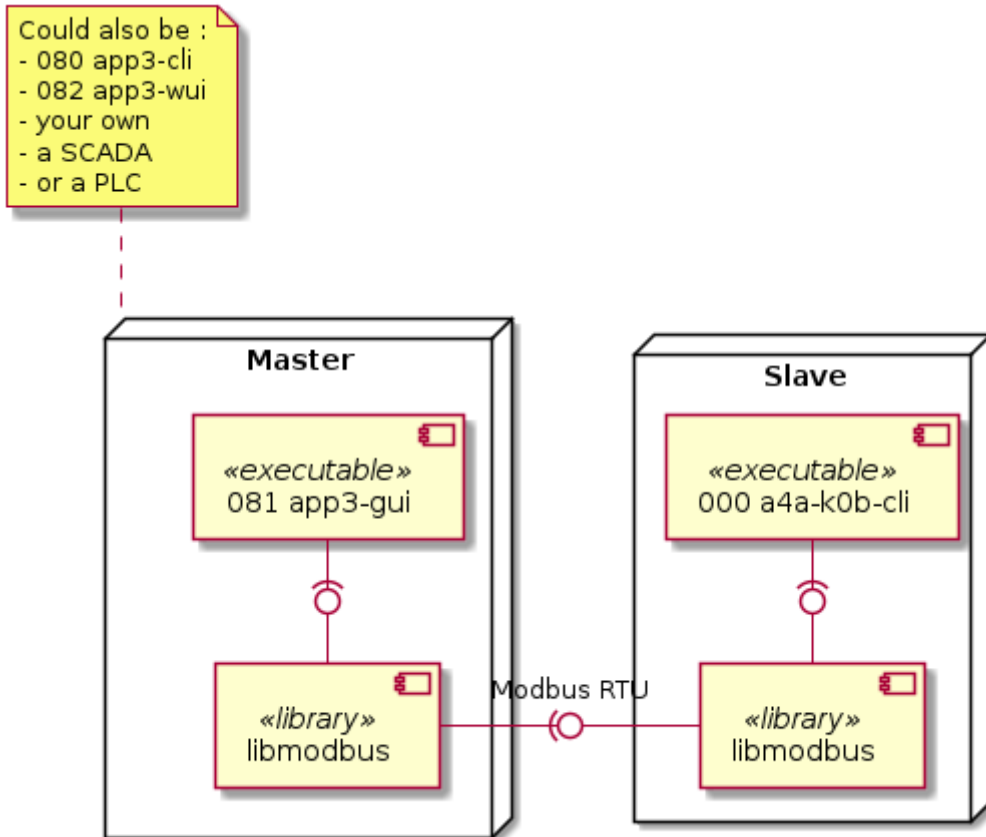 Could also be :
- 080 app3-cli
- 082 app3-wui
- your own
- a SCADA
- or a PLC
Master
«executable»
081 app3-gui
«library»
libmodbus
Modbus RTU
Slave
«executable»
000 a4a-k0b-cli
«library»
libmodbus